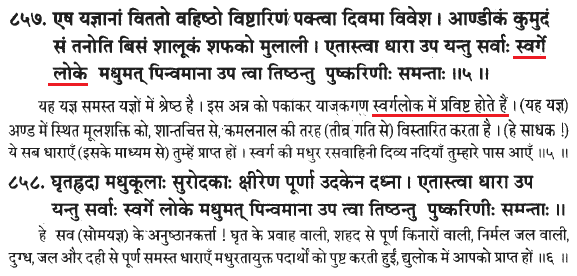 ८५७. एष यज्ञानां विततो वहिष्ठो विष्टारिणं पक्त्वा दिवमा विवेश । आण्डीकं कुमुदं
सं तनोति बिसं शालूकं शफको मुलाली । एतास्त्वा धारा उप यन्तु सर्वाः स्वर्गे
लोके मधुमत् पिन्वमाना उप त्वा तिष्ठन्तु पुष्करिणीः समन्ताः ॥५ ॥
यह यज्ञ समस्त यज्ञों में श्रेष्ठ है । इस अन्न को पकाकर याजकगण स्वर्गलोक में प्रविष्ट होते हैं । (यह यज्ञ)
अण्ड में स्थित मूलशक्ति को, शान्तचित्त से, कमलनाल की तरह (तीव्र गति से) विस्तारित करता है । (हे साधक !)
ये सब धाराएँ (इसके माध्यम से) तुम्हें प्राप्त हों । स्वर्ग की मधुर रसवाहिनी दिव्य नदियाँ तुम्हारे पास आएँ ॥५ ॥
८५८. घृतह्रदा मधुकूलाः सुरोदकाः क्षीरेण पूर्णा उदकेन दध्ना । एतास्त्वा धारा उप
यन्तु सर्वाः स्वर्गे लोके मधुमत् पिन्वमाना उप त्वा तिष्ठन्तु पुष्करिणीः समन्ताः ॥
हे सव (सोमयज्ञ) के अनुष्ठानकर्त्ता ! घृत के प्रवाह वाली, शहद से पूर्ण किनारों वाली, निर्मल जल वाली,
दुग्ध, जल और दही से पूर्ण समस्त धाराएँ मधुरतायुक्त पदार्थों को पुष्ट करती हुईं, द्युलोक में आपको प्राप्त हों ॥६ ॥